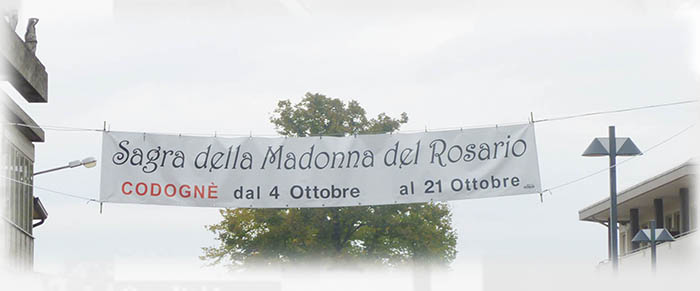 Sagra della Madonna del Rosario
CODOGNÈ dal 4 Ottobre al 21 Ottobre